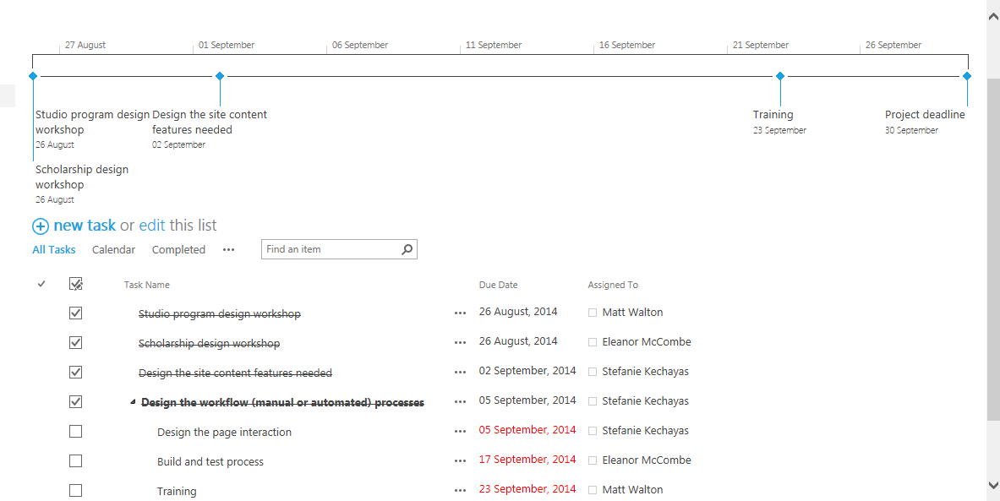 27 August 01 September 06 September 11 September 16 September 21 September 26 September
Studio program design workshop
26 August
Design the site content features needed
02 September
Training
23 September
Project deadline
30 September
Scholarship design workshop
26 August
new task or edit this list
All Tasks Calendar Completed ••• Find an item
Task Name Due Date Assigned To
Studio program design workshop ••• 26 August, 2014 Matt Walton
Scholarship design workshop ••• 26 August, 2014 Eleanor McCombe
Design the site content features needed ••• 02 September, 2014 Stefanie Kechayas
Design the workflow (manual or automated) processes ••• 05 September, 2014 Stefanie Kechayas
Design the page interaction ••• 05 September, 2014 Stefanie Kechayas
Build and test process ••• 17 September, 2014 Eleanor McCombe
Training ••• 23 September, 2014 Matt Walton